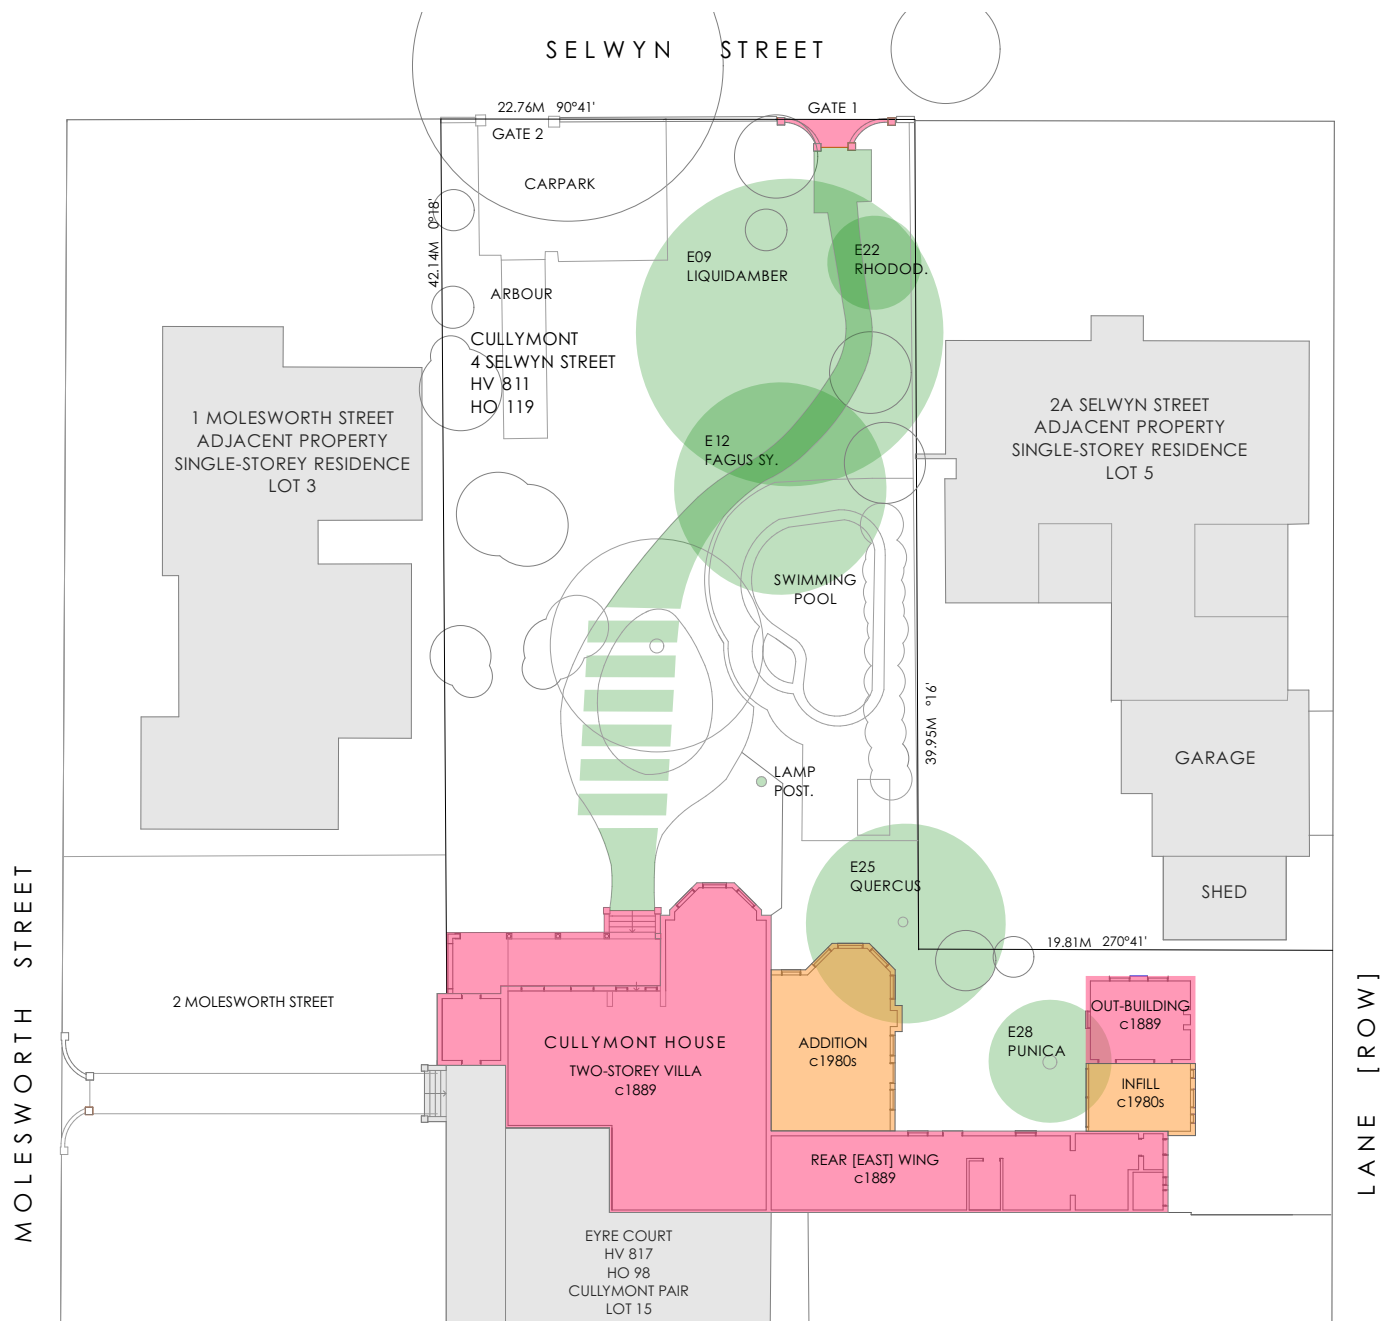 SELWYN STREET
22.76M 90°41'
GATE 1
GATE 2
CARPARK
42.14M 0°18'
E09
LIQUIDAMBER
E22
RHODOD.
ARBOUR
CULLYMONT
4 SELWYN STREET
HV 811
HO 119
1 MOLESWORTH STREET
ADJACENT PROPERTY
SINGLE-STOREY RESIDENCE
LOT 3
2A SELWYN STREET
ADJACENT PROPERTY
SINGLE-STOREY RESIDENCE
LOT 5
E12
FAGUS SY.
SWIMMING
POOL
39.95M °16'
GARAGE
LAMP
POST.
E25
QUERCUS
SHED
19.81M 270°41'
MOLESWORTH STREET
2 MOLESWORTH STREET
CULLYMONT HOUSE
TWO-STOREY VILLA
c1889
ADDITION
c1980s
E28
PUNICA
OUT-BUILDING
c1889
INFILL
c1980s
LANE [ROW]
REAR [EAST] WING
c1889
EYRE COURT
HV 817
HO 98
CULLYMONT PAIR
LOT 15